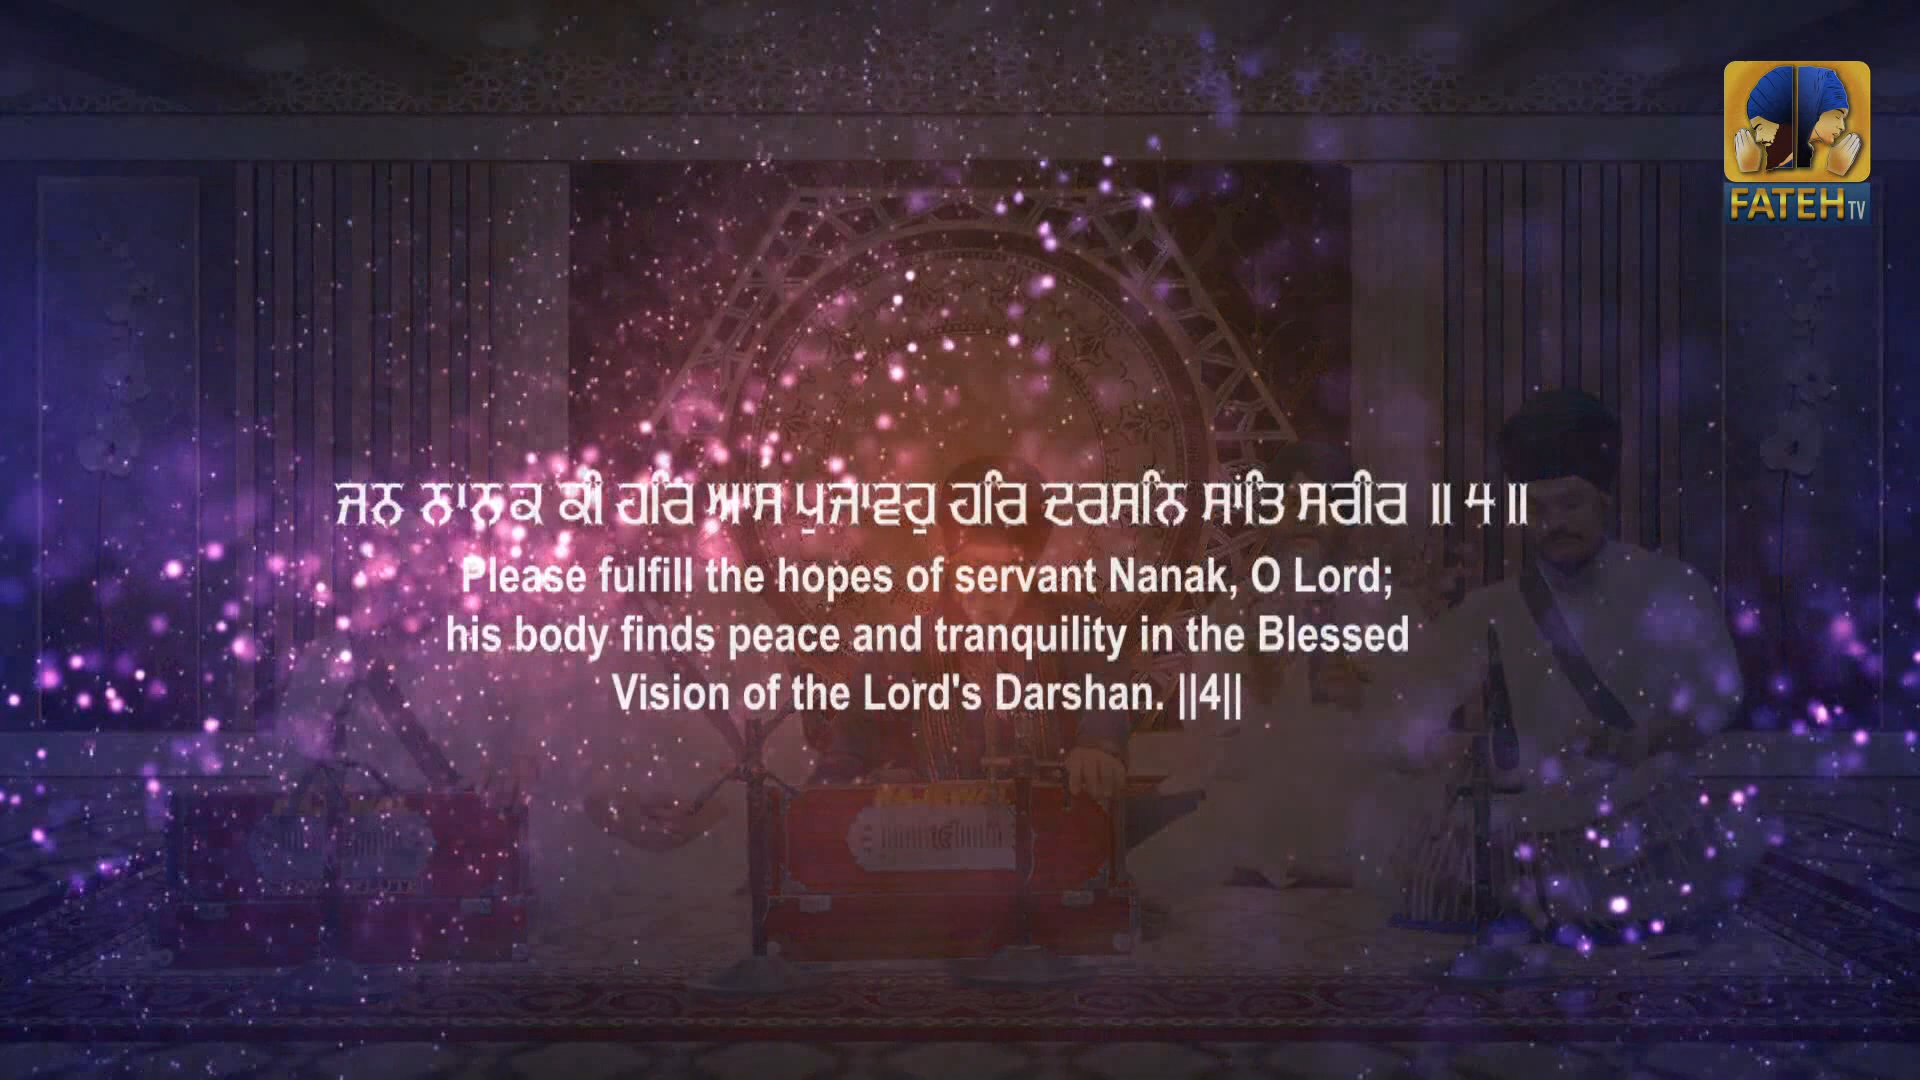 ਜਨ ਨਾਨਕ ਕੀ ਹਰਿ ਆਸ ਪੁਜਾਵਹੁ ਹਰਿ ਦਰਸਨਿ ਸਾਂਤਿ ਸਰੀਰ ॥ ੪ ॥
Please fulfill the hopes of servant Nanak, O Lord;
his body finds peace and tranquility in the Blessed
Vision of the Lord's Darshan. ||4||
FATEH TV